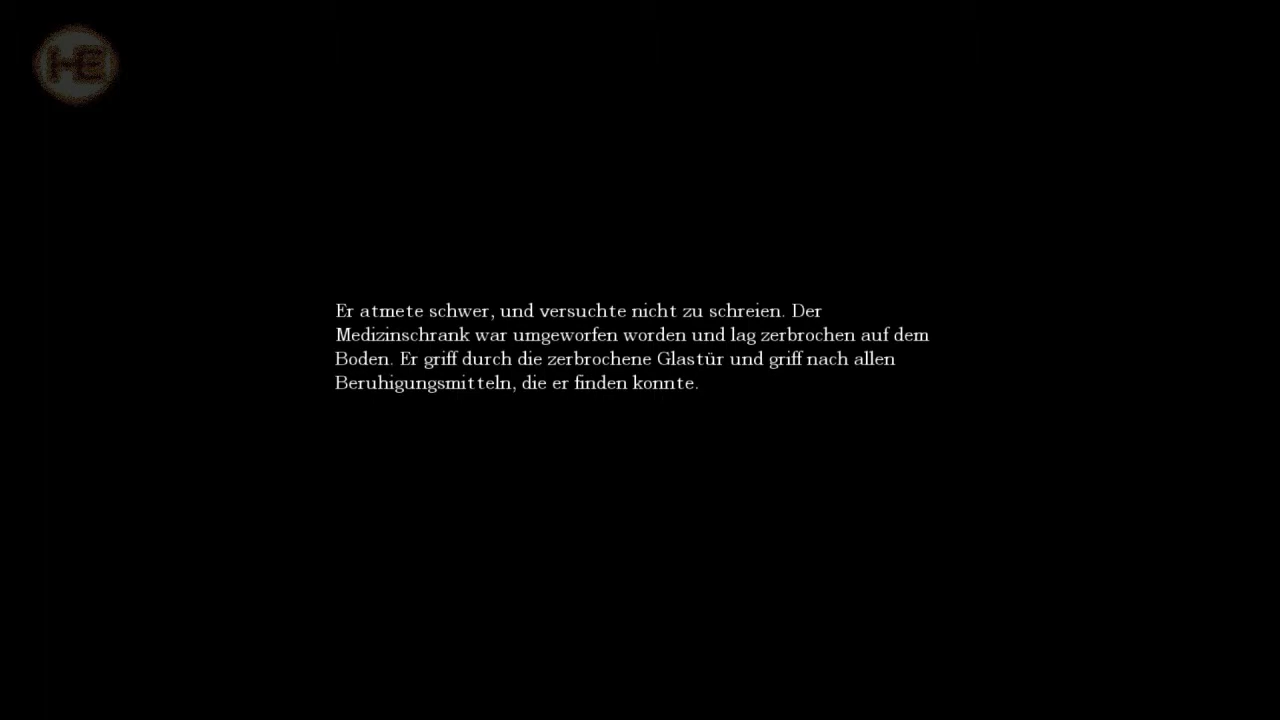 HE
Er atmete schwer, und versuchte nicht zu schreien. Der
Medizinschrank war umgeworfen worden und lag zerbrochen auf dem
Boden. Er griff durch die zerbrochene Glastür und griff nach allen
Beruhigungsmitteln, die er finden konnte.